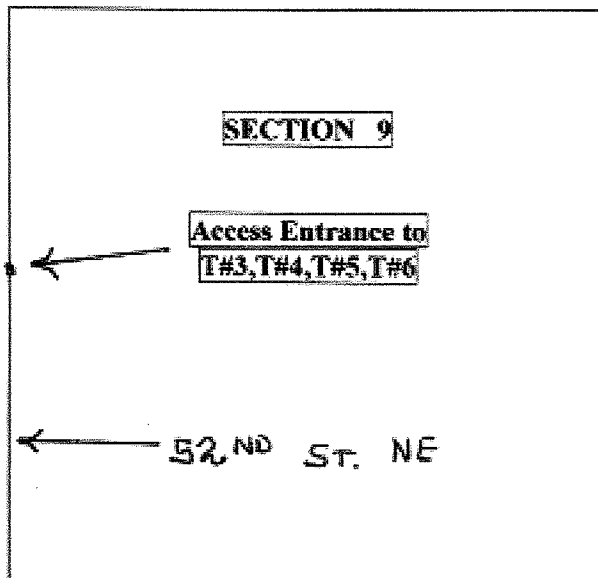 SECTION 9
Access Entrance to
T#3,T#4,T#5,T#6
52ND ST. NE